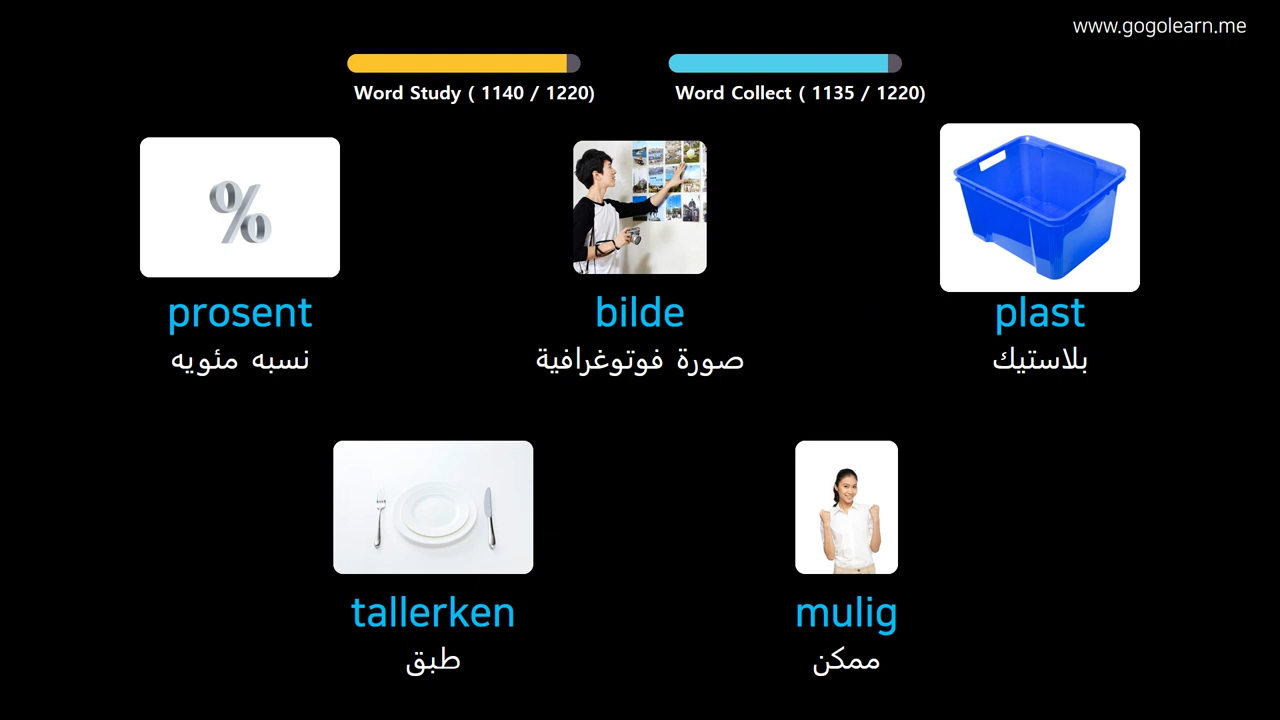 www.gogolearn.me
Word Study ( 1140 / 1220)
Word Collect ( 1135 / 1220)
%
prosent
نسبه مئويه
bilde
صورة فوتوغرافية
plast
بلاستيك
tallerken
طبق
mulig
ممكن